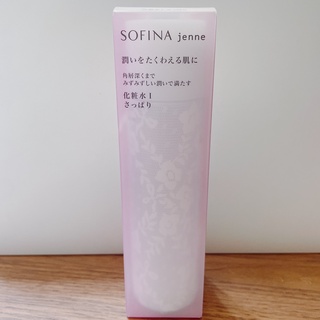 SOFINA jenne
潤いをたくわえる肌に
角層深くまで
みずみずしい潤いで満たす
化粧水 I
さっぱり